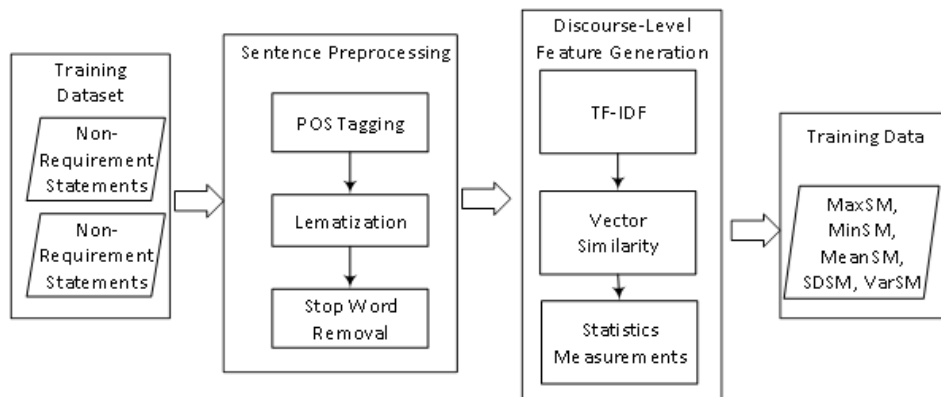 Training
Dataset
Non-
Requirement
Statements
Non-
Requirement
Statements
Sentence Preprocessing
POS Tagging
Lematization
Stop Word
Removal
Discourse-Level
Feature Generation
TF-IDF
Vector
Similarity
Statistics
Measurements
Training Data
MaxSM,
MinSM,
MeanSM,
SDSM, VarSM